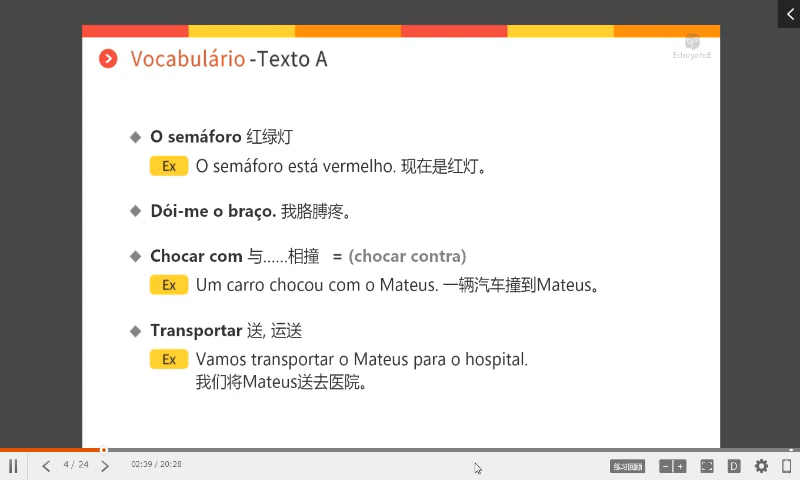 Vocabulário -Texto A
EchoyohcE
◆ O semáforo 红绿灯
Ex O semáforo está vermelho. 现在是红灯。
◆ Dói-me o braço. 我胳膊疼。
◆ Chocar com 与……相撞 = (chocar contra)
Ex Um carro chocou com o Mateus. 一辆汽车撞到Mateus。
◆ Transportar 送, 运送
Ex Vamos transportar o Mateus para o hospital.
我们将Mateus送去医院。
4 / 24 02:39 / 20:28 练习回顾 D